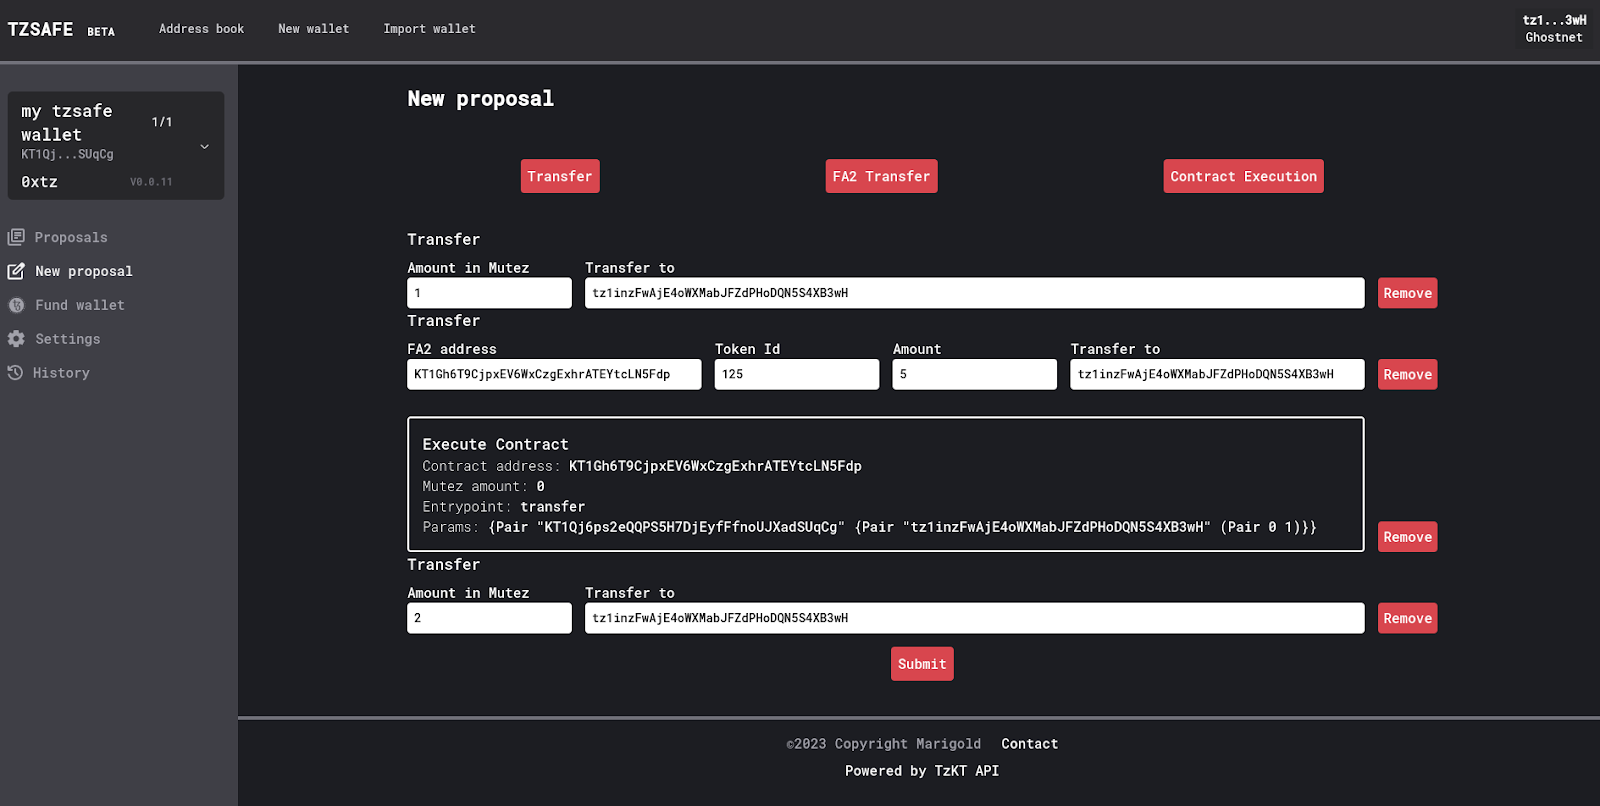 TZSAFE BETA
Address book
New wallet
Import wallet
tz1...3wH
Ghostnet
my tzsafe
wallet
1/1
KT1Qj...SUqCg
0xtz
V0.0.11
Proposals
New proposal
Fund wallet
Settings
History
New proposal
Transfer
FA2 Transfer
Contract Execution
Transfer
Amount in Mutez
Transfer to
1
tz1inzFwAjE4oWXMabJFZdPHoDQN5S4XB3wH
Remove
Transfer
FA2 address
Token Id
Amount
Transfer to
KT1Gh6T9CjpxEV6WxCzgExhrATEYtcLN5Fdp
125
5
tz1inzFwAjE4oWXMabJFZdPHoDQN5S4XB3wH
Remove
Execute Contract
Contract address: KT1Gh6T9CjpxEV6WxCzgExhrATEYtcLN5Fdp
Mutez amount: 0
Entrypoint: transfer
Params: {Pair "KT1Qj6ps2eQQPS5H7DjEyfFfnoUJXadSUqCg" {Pair "tz1inzFwAjE4oWXMabJFZdPHoDQN5S4XB3wH" (Pair 0 1)}}
Remove
Transfer
Amount in Mutez
Transfer to
2
tz1inzFwAjE4oWXMabJFZdPHoDQN5S4XB3wH
Remove
Submit
©2023 Copyright Marigold
Contact
Powered by TzKT API